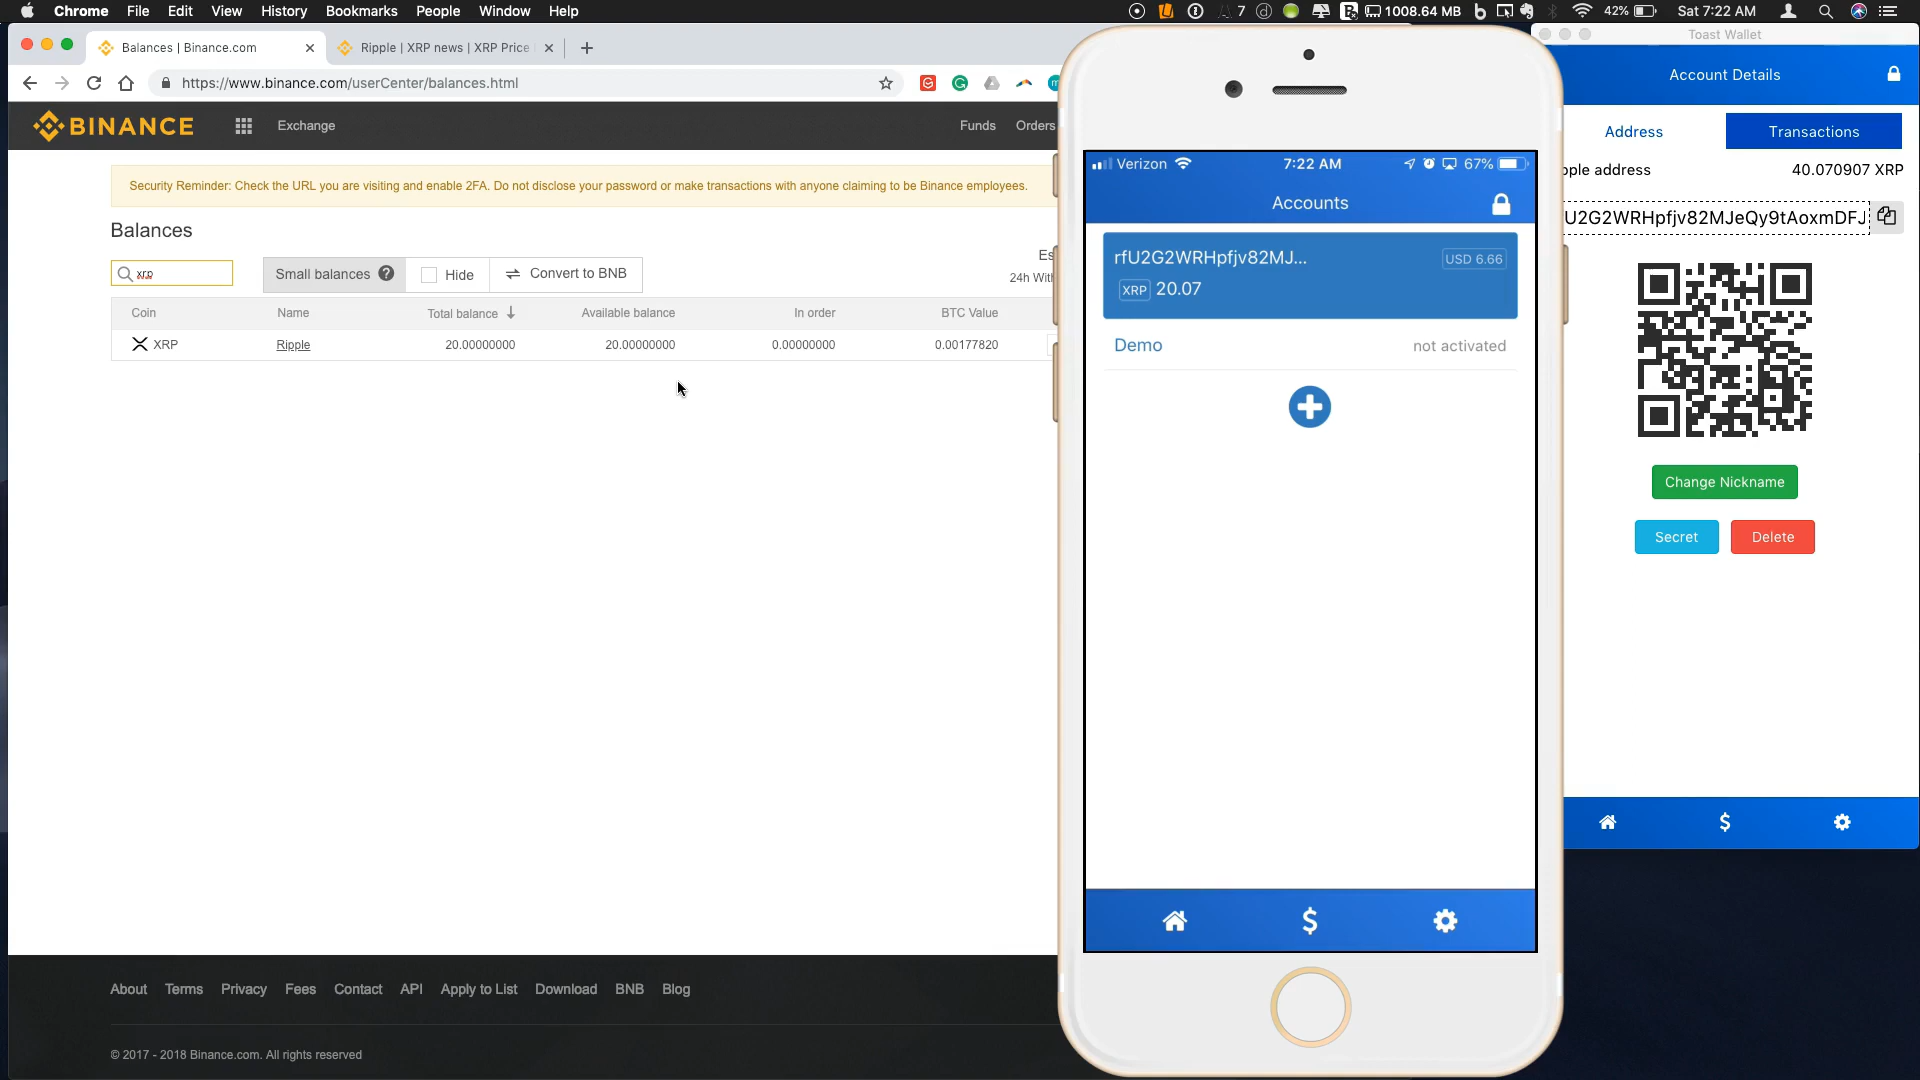 Chrome File Edit View History Bookmarks People Window Help
7 1008.64 MB 42% Sat 7:22 AM
Balances | Binance.com
Ripple | XRP news | XRP Price
https://www.binance.com/userCenter/balances.html
BINANCE
Exchange
Funds Orders
Security Reminder: Check the URL you are visiting and enable 2FA. Do not disclose your password or make transactions with anyone claiming to be Binance employees.
Balances
Es
24h With
xrp
Small balances ? Hide Convert to BNB
Coin Name Total balance Available balance In order BTC Value
XRP Ripple 20.00000000 20.00000000 0.00000000 0.00177820
About Terms Privacy Fees Contact API Apply to List Download BNB Blog
© 2017 - 2018 Binance.com. All rights reserved
Verizon 7:22 AM 67%
Accounts
rfU2G2WRHpfjv82MJ... USD 6.66
XRP 20.07
Demo not activated
$
Toast Wallet
Account Details
Address Transactions
ple address 40.070907 XRP
U2G2WRHpfjv82MJeQy9tAoxmDFJ
Change Nickname
Secret Delete
$